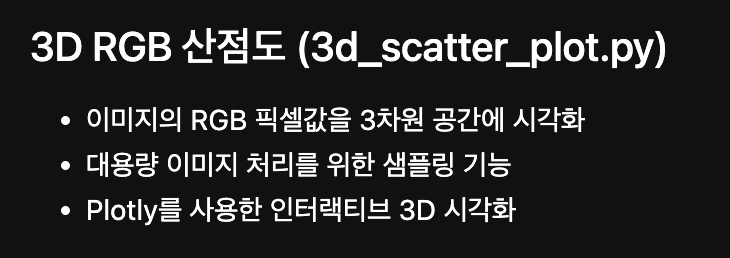 3D RGB 산점도 (3d_scatter_plot.py)
• 이미지의 RGB 픽셀값을 3차원 공간에 시각화
• 대용량 이미지 처리를 위한 샘플링 기능
• Plotly를 사용한 인터랙티브 3D 시각화